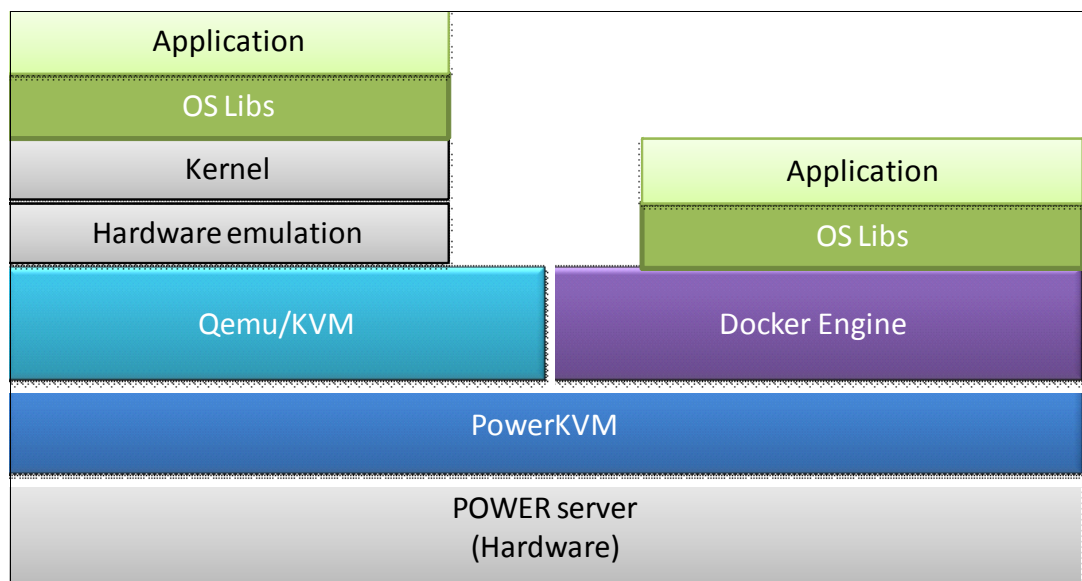 Application
OS Libs
Kernel
Hardware emulation
Application
OS Libs
Qemu/KVM
Docker Engine
PowerKVM
POWER server
(Hardware)